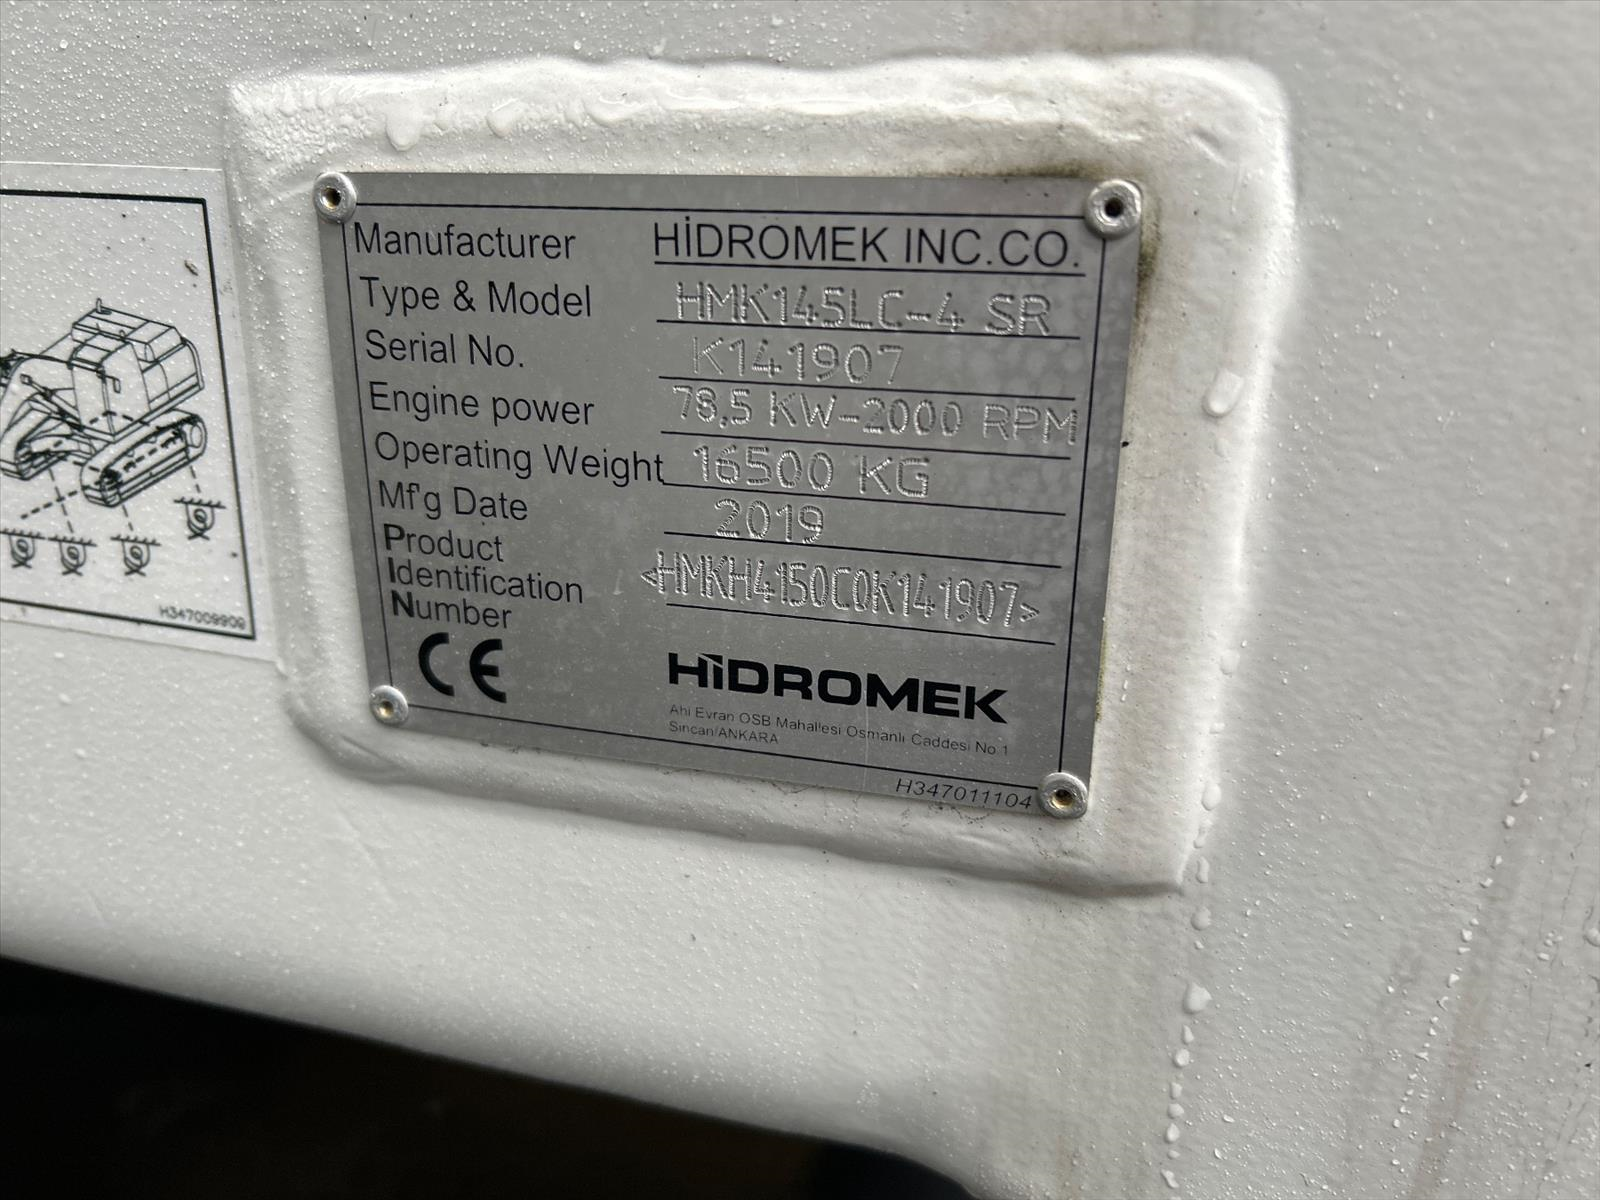 Manufacturer HİDROMEK INC.CO.
Type & Model HMK145LC-4 SR
Serial No. K141907
Engine power 78.5 KW-2000 RPM
Operating Weight 16500 KG
Mf'g Date 2019
Product
Identification
Number
<HMKH4150C0K141907>
CE
HİDROMEK
Ahi Evran OSB Mahallesi Osmanlı Caddesi No 1
Sincan/ANKARA
H347011104
H347009909